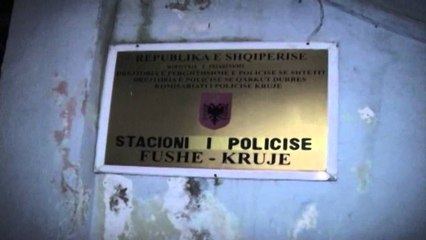 REPUBLIKA E SHQIPERISE
DREJTORIA E PERGJITHSHME E POLICISE SE SHTETIT
DREJTORIA E POLICISE SE QARKUT DURRES
KOMISARIATI I POLICISE KRUJE
STACIONI I POLICISE
FUSHE - KRUJE